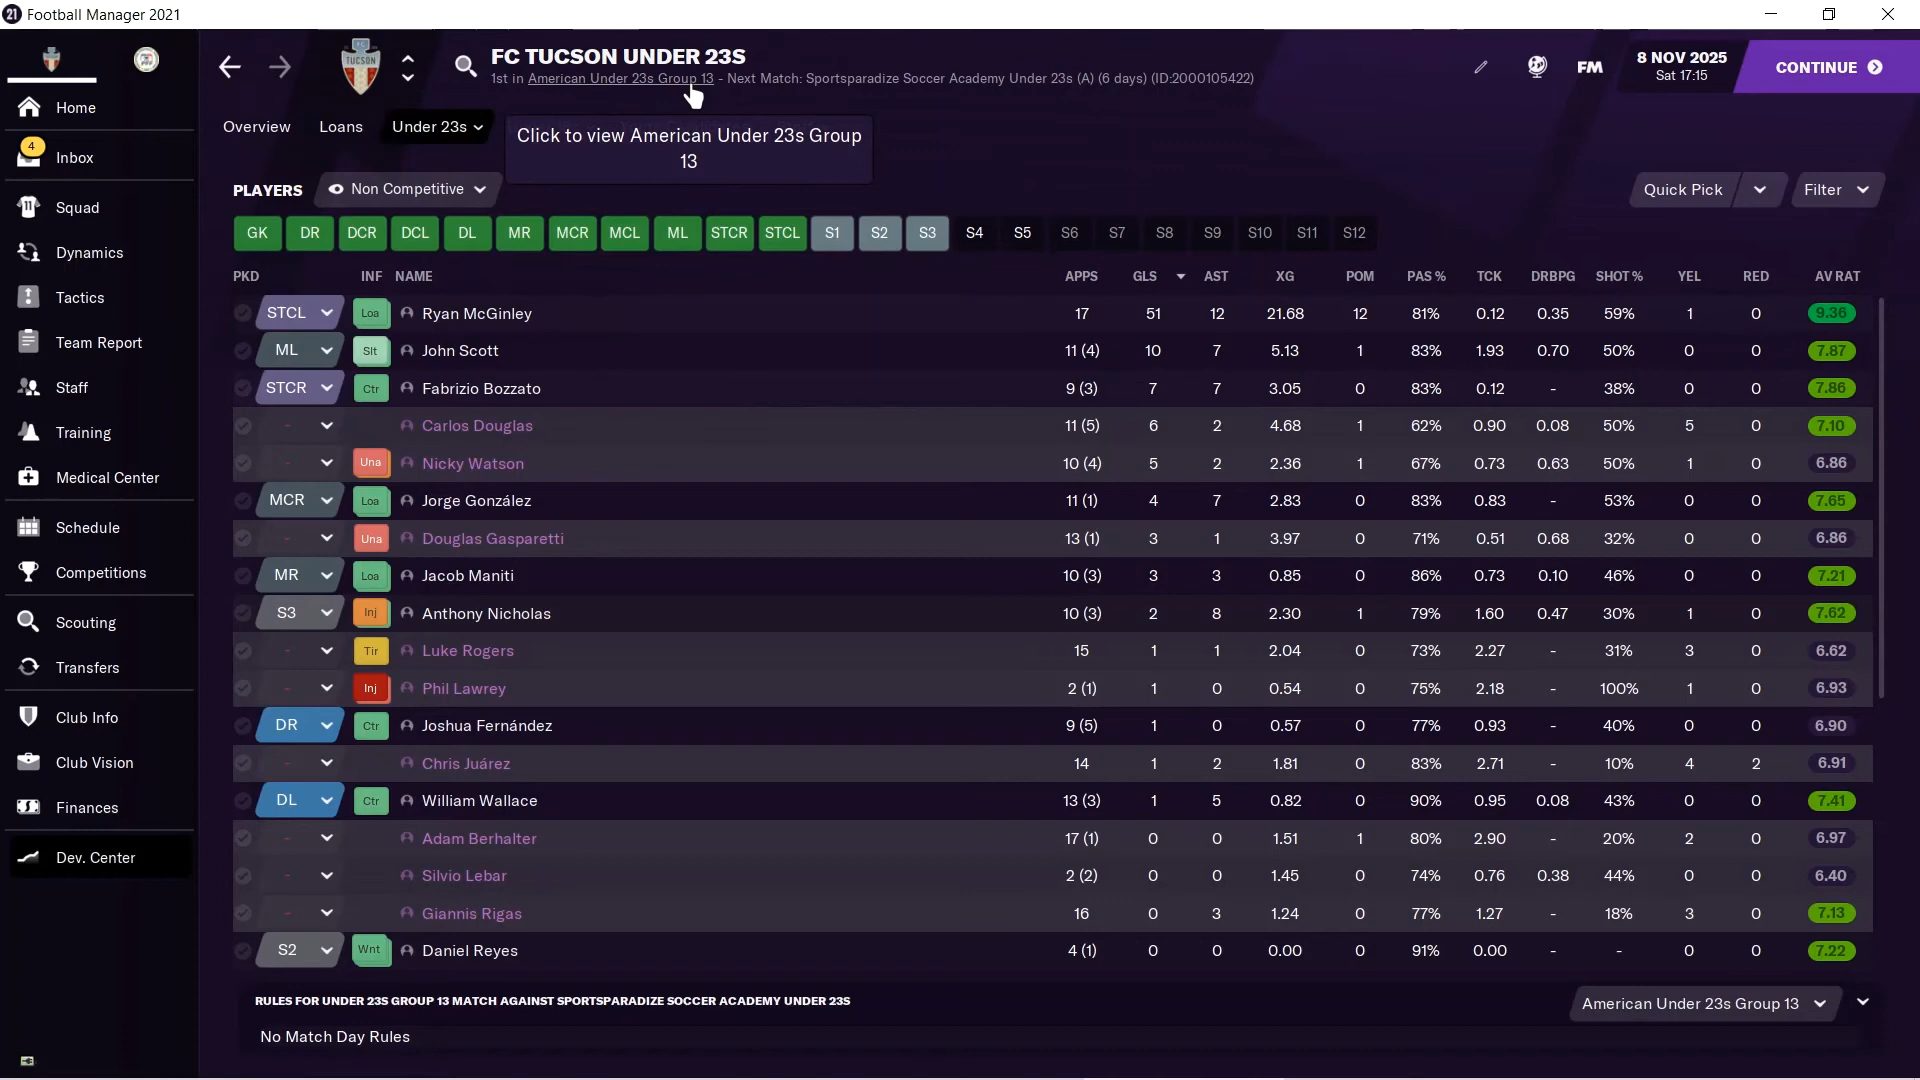 Football Manager 2021
FC TUCSON UNDER 23S
1st in American Under 23s Group 13 - Next Match: Sportsparadize Soccer Academy Under 23s (A) (6 days) (ID:2000105422)
FM
8 NOV 2025
Sat 17:15
CONTINUE
Home
4
Inbox
Squad
Dynamics
Tactics
Team Report
Staff
Training
Medical Center
Schedule
Competitions
Scouting
Transfers
Club Info
Club Vision
Finances
Dev. Center
Overview Loans Under 23s
Click to view American Under 23s Group
13
PLAYERS Non Competitive Quick Pick Filter
GK DR DCR DCL DL MR MCR MCL ML STCR STCL S1 S2 S3 S4 S5 S6 S7 S8 S9 S10 S11 S12
PKD INF NAME APPS GLS AST XG POM PAS % TCK DRBPG SHOT % YEL RED AV RAT
STCL Loa Ryan McGinley 17 51 12 21.68 12 81% 0.12 0.35 59% 1 0 9.36
ML Slt John Scott 11 (4) 10 7 5.13 1 83% 1.93 0.70 50% 0 0 7.87
STCR Ctr Fabrizio Bozzato 9 (3) 7 7 3.05 0 83% 0.12 - 38% 0 0 7.86
- Carlos Douglas 11 (5) 6 2 4.68 1 62% 0.90 0.08 50% 5 0 7.10
- Una Nicky Watson 10 (4) 5 2 2.36 1 67% 0.73 0.63 50% 1 0 6.86
MCR Loa Jorge González 11 (1) 4 7 2.83 0 83% 0.83 - 53% 0 0 7.65
- Una Douglas Gasparetti 13 (1) 3 1 3.97 0 71% 0.51 0.68 32% 0 0 6.86
MR Loa Jacob Maniti 10 (3) 3 3 0.85 0 86% 0.73 0.10 46% 0 0 7.21
S3 Inj Anthony Nicholas 10 (3) 2 8 2.30 1 79% 1.60 0.47 30% 1 0 7.62
- Tir Luke Rogers 15 1 1 2.04 0 73% 2.27 - 31% 3 0 6.62
- Inj Phil Lawrey 2 (1) 1 0 0.54 0 75% 2.18 - 100% 1 0 6.93
DR Ctr Joshua Fernández 9 (5) 1 0 0.57 0 77% 0.93 - 40% 0 0 6.90
- Chris Juárez 14 1 2 1.81 0 83% 2.71 - 10% 4 2 6.91
DL Ctr William Wallace 13 (3) 1 5 0.82 0 90% 0.95 0.08 43% 0 0 7.41
- Adam Berhalter 17 (1) 0 0 1.51 1 80% 2.90 - 20% 2 0 6.97
- Silvio Lebar 2 (2) 0 0 1.45 0 74% 0.76 0.38 44% 0 0 6.40
- Giannis Rigas 16 0 3 1.24 0 77% 1.27 - 18% 3 0 7.13
S2 Wnt Daniel Reyes 4 (1) 0 0 0.00 0 91% 0.00 - - 0 0 7.22
RULES FOR UNDER 23S GROUP 13 MATCH AGAINST SPORTSPARADIZE SOCCER ACADEMY UNDER 23S
American Under 23s Group 13
No Match Day Rules